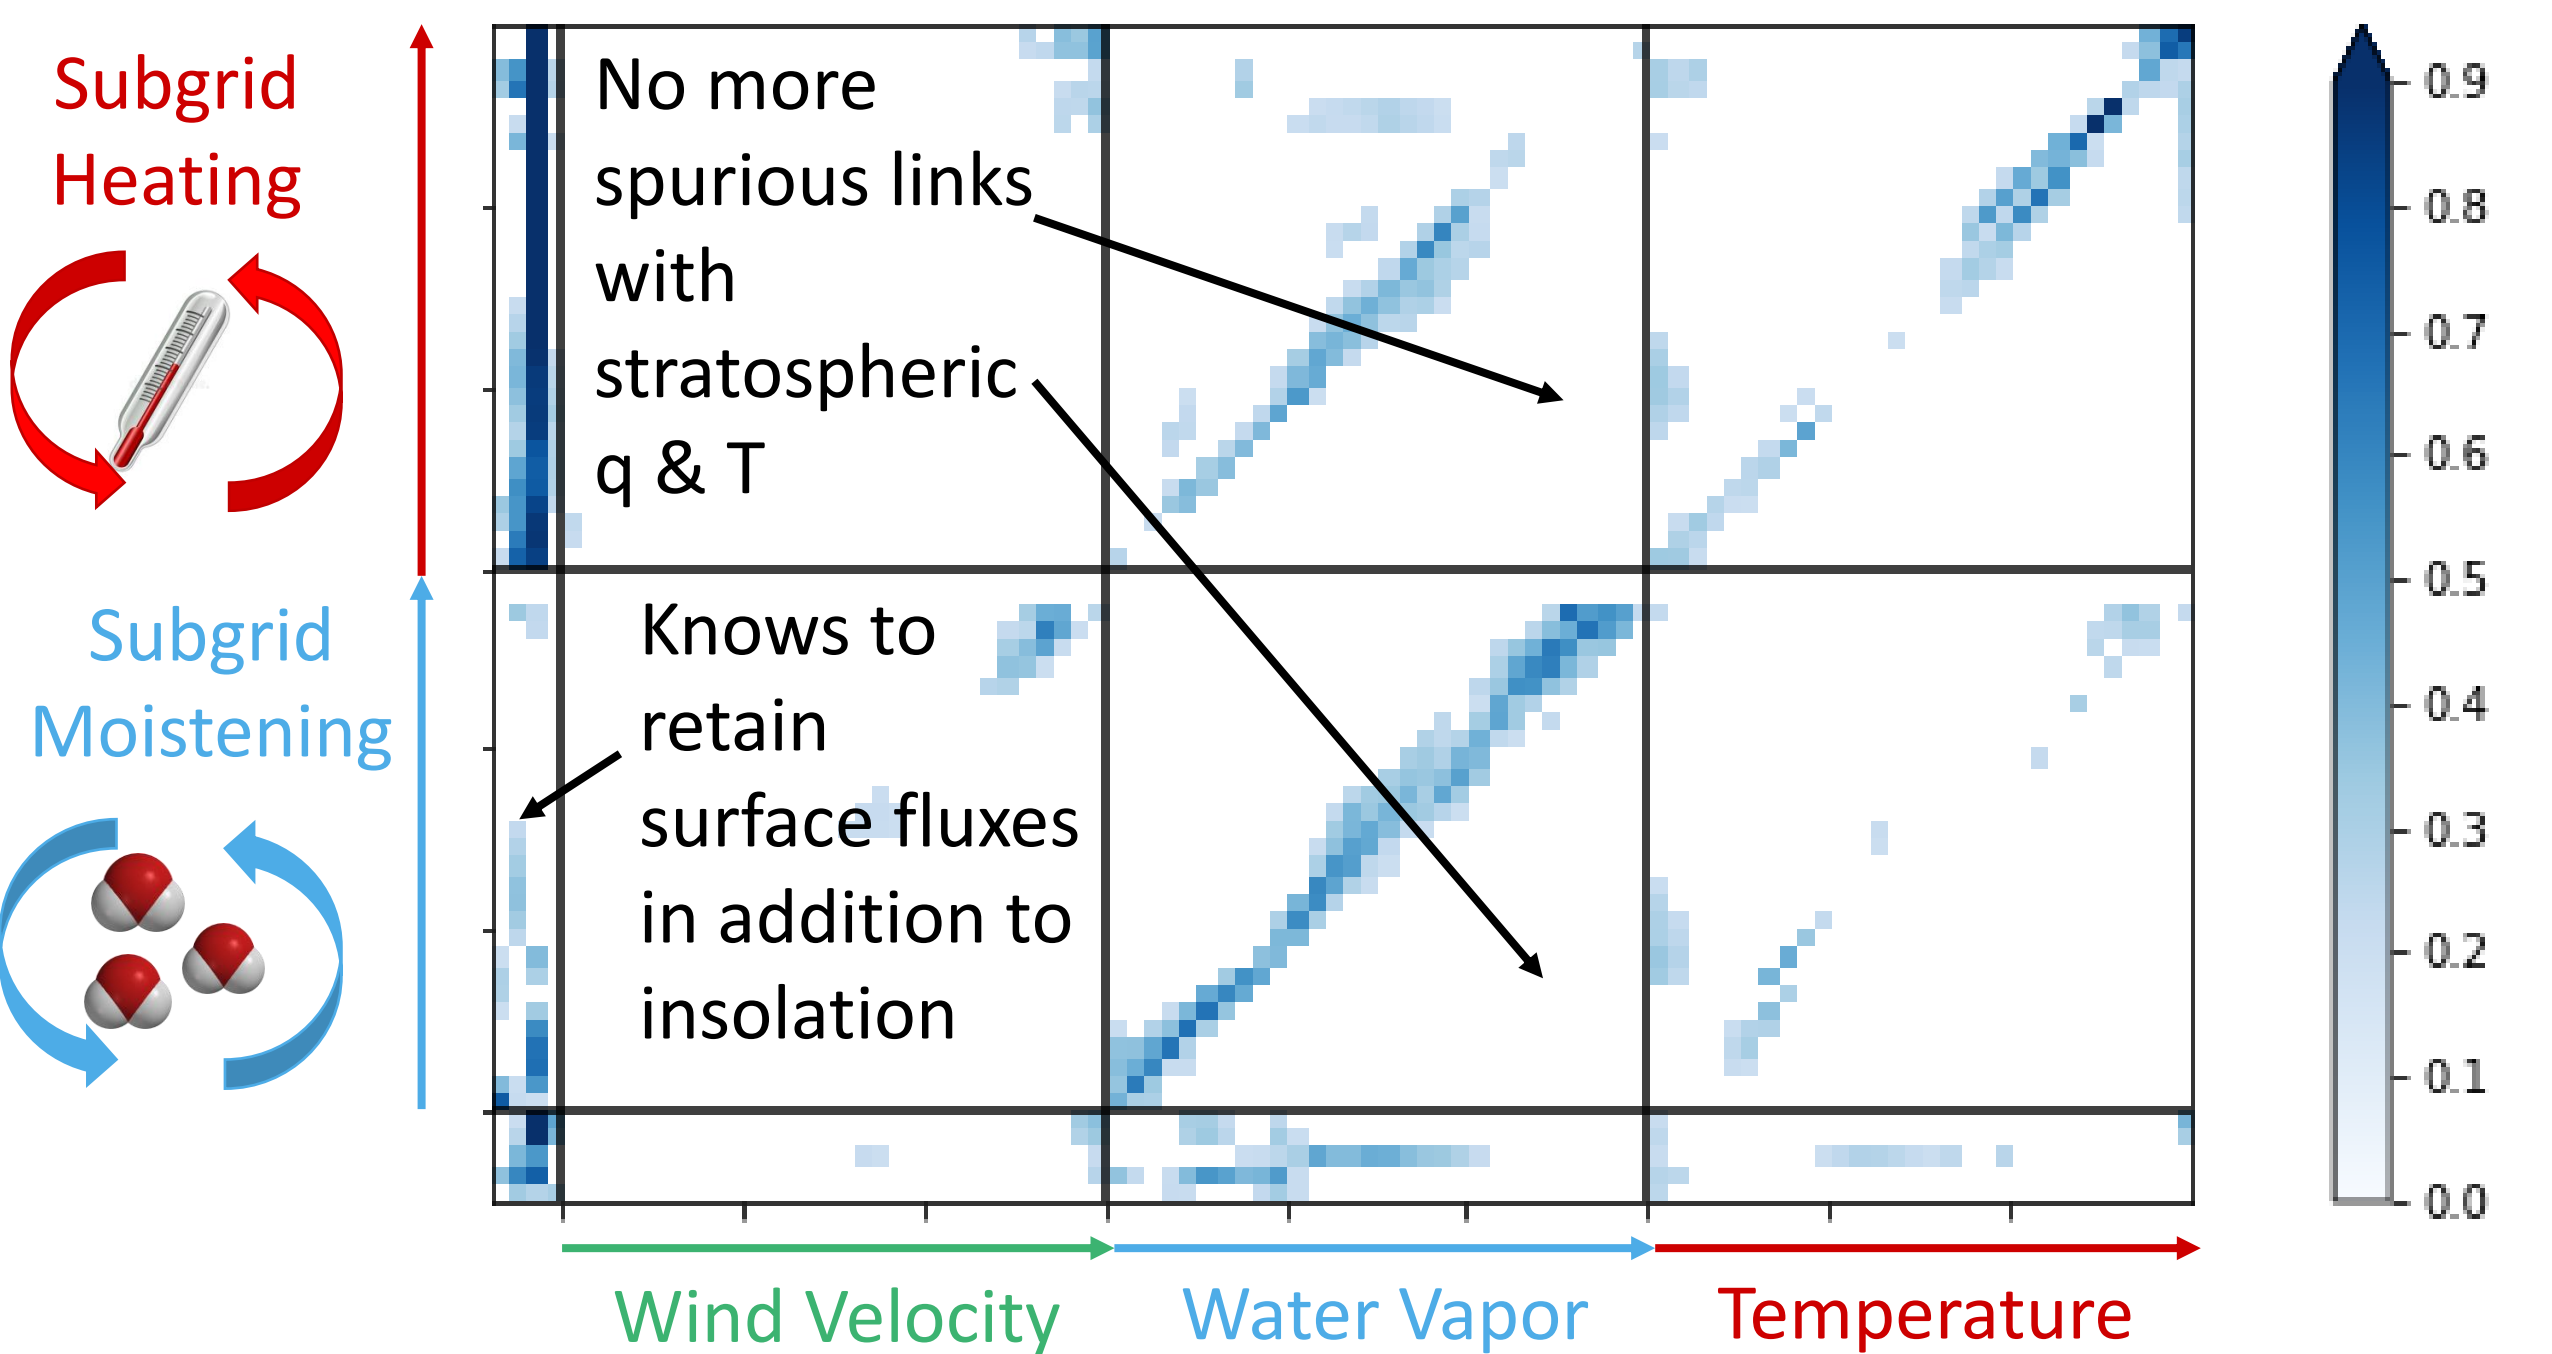 Subgrid
Heating
No more
spurious links
with
stratospheric
q & T
Subgrid
Moistening
Knows to
retain
surface fluxes
in addition to
insolation
0.9
0.8
0.7
0.6
0.5
0.4
0.3
0.2
0.1
0.0
Wind Velocity
Water Vapor
Temperature